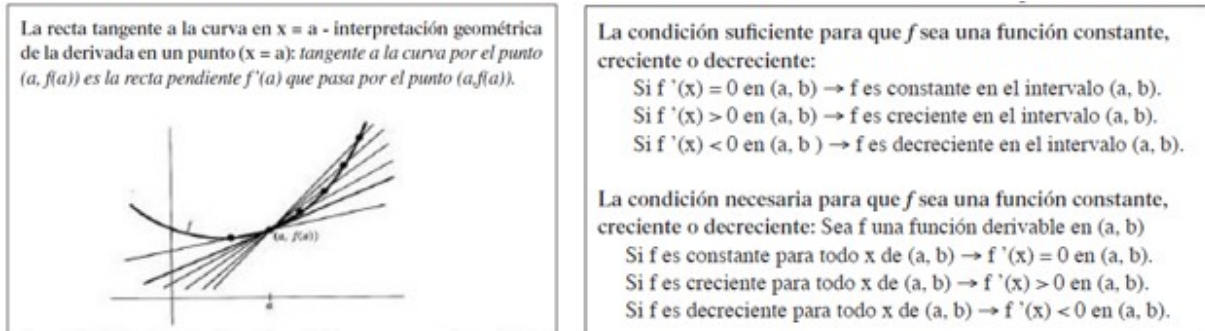 La recta tangente a la curva en x = a - interpretación geométrica
de la derivada en un punto (x = a): tangente a la curva por el punto
(a, f(a)) es la recta pendiente f'(a) que pasa por el punto (a,f(a)).
f
(a, f(a))
a
La condición suficiente para que f sea una función constante,
creciente o decreciente:
Si f '(x) = 0 en (a, b) → f es constante en el intervalo (a, b).
Si f '(x) > 0 en (a, b) → f es creciente en el intervalo (a, b).
Si f '(x) < 0 en (a, b ) → f es decreciente en el intervalo (a, b).
La condición necesaria para que f sea una función constante,
creciente o decreciente: Sea f una función derivable en (a, b)
Si f es constante para todo x de (a, b) → f '(x) = 0 en (a, b).
Si f es creciente para todo x de (a, b) → f '(x) > 0 en (a, b).
Si f es decreciente para todo x de (a, b) → f '(x) < 0 en (a, b).